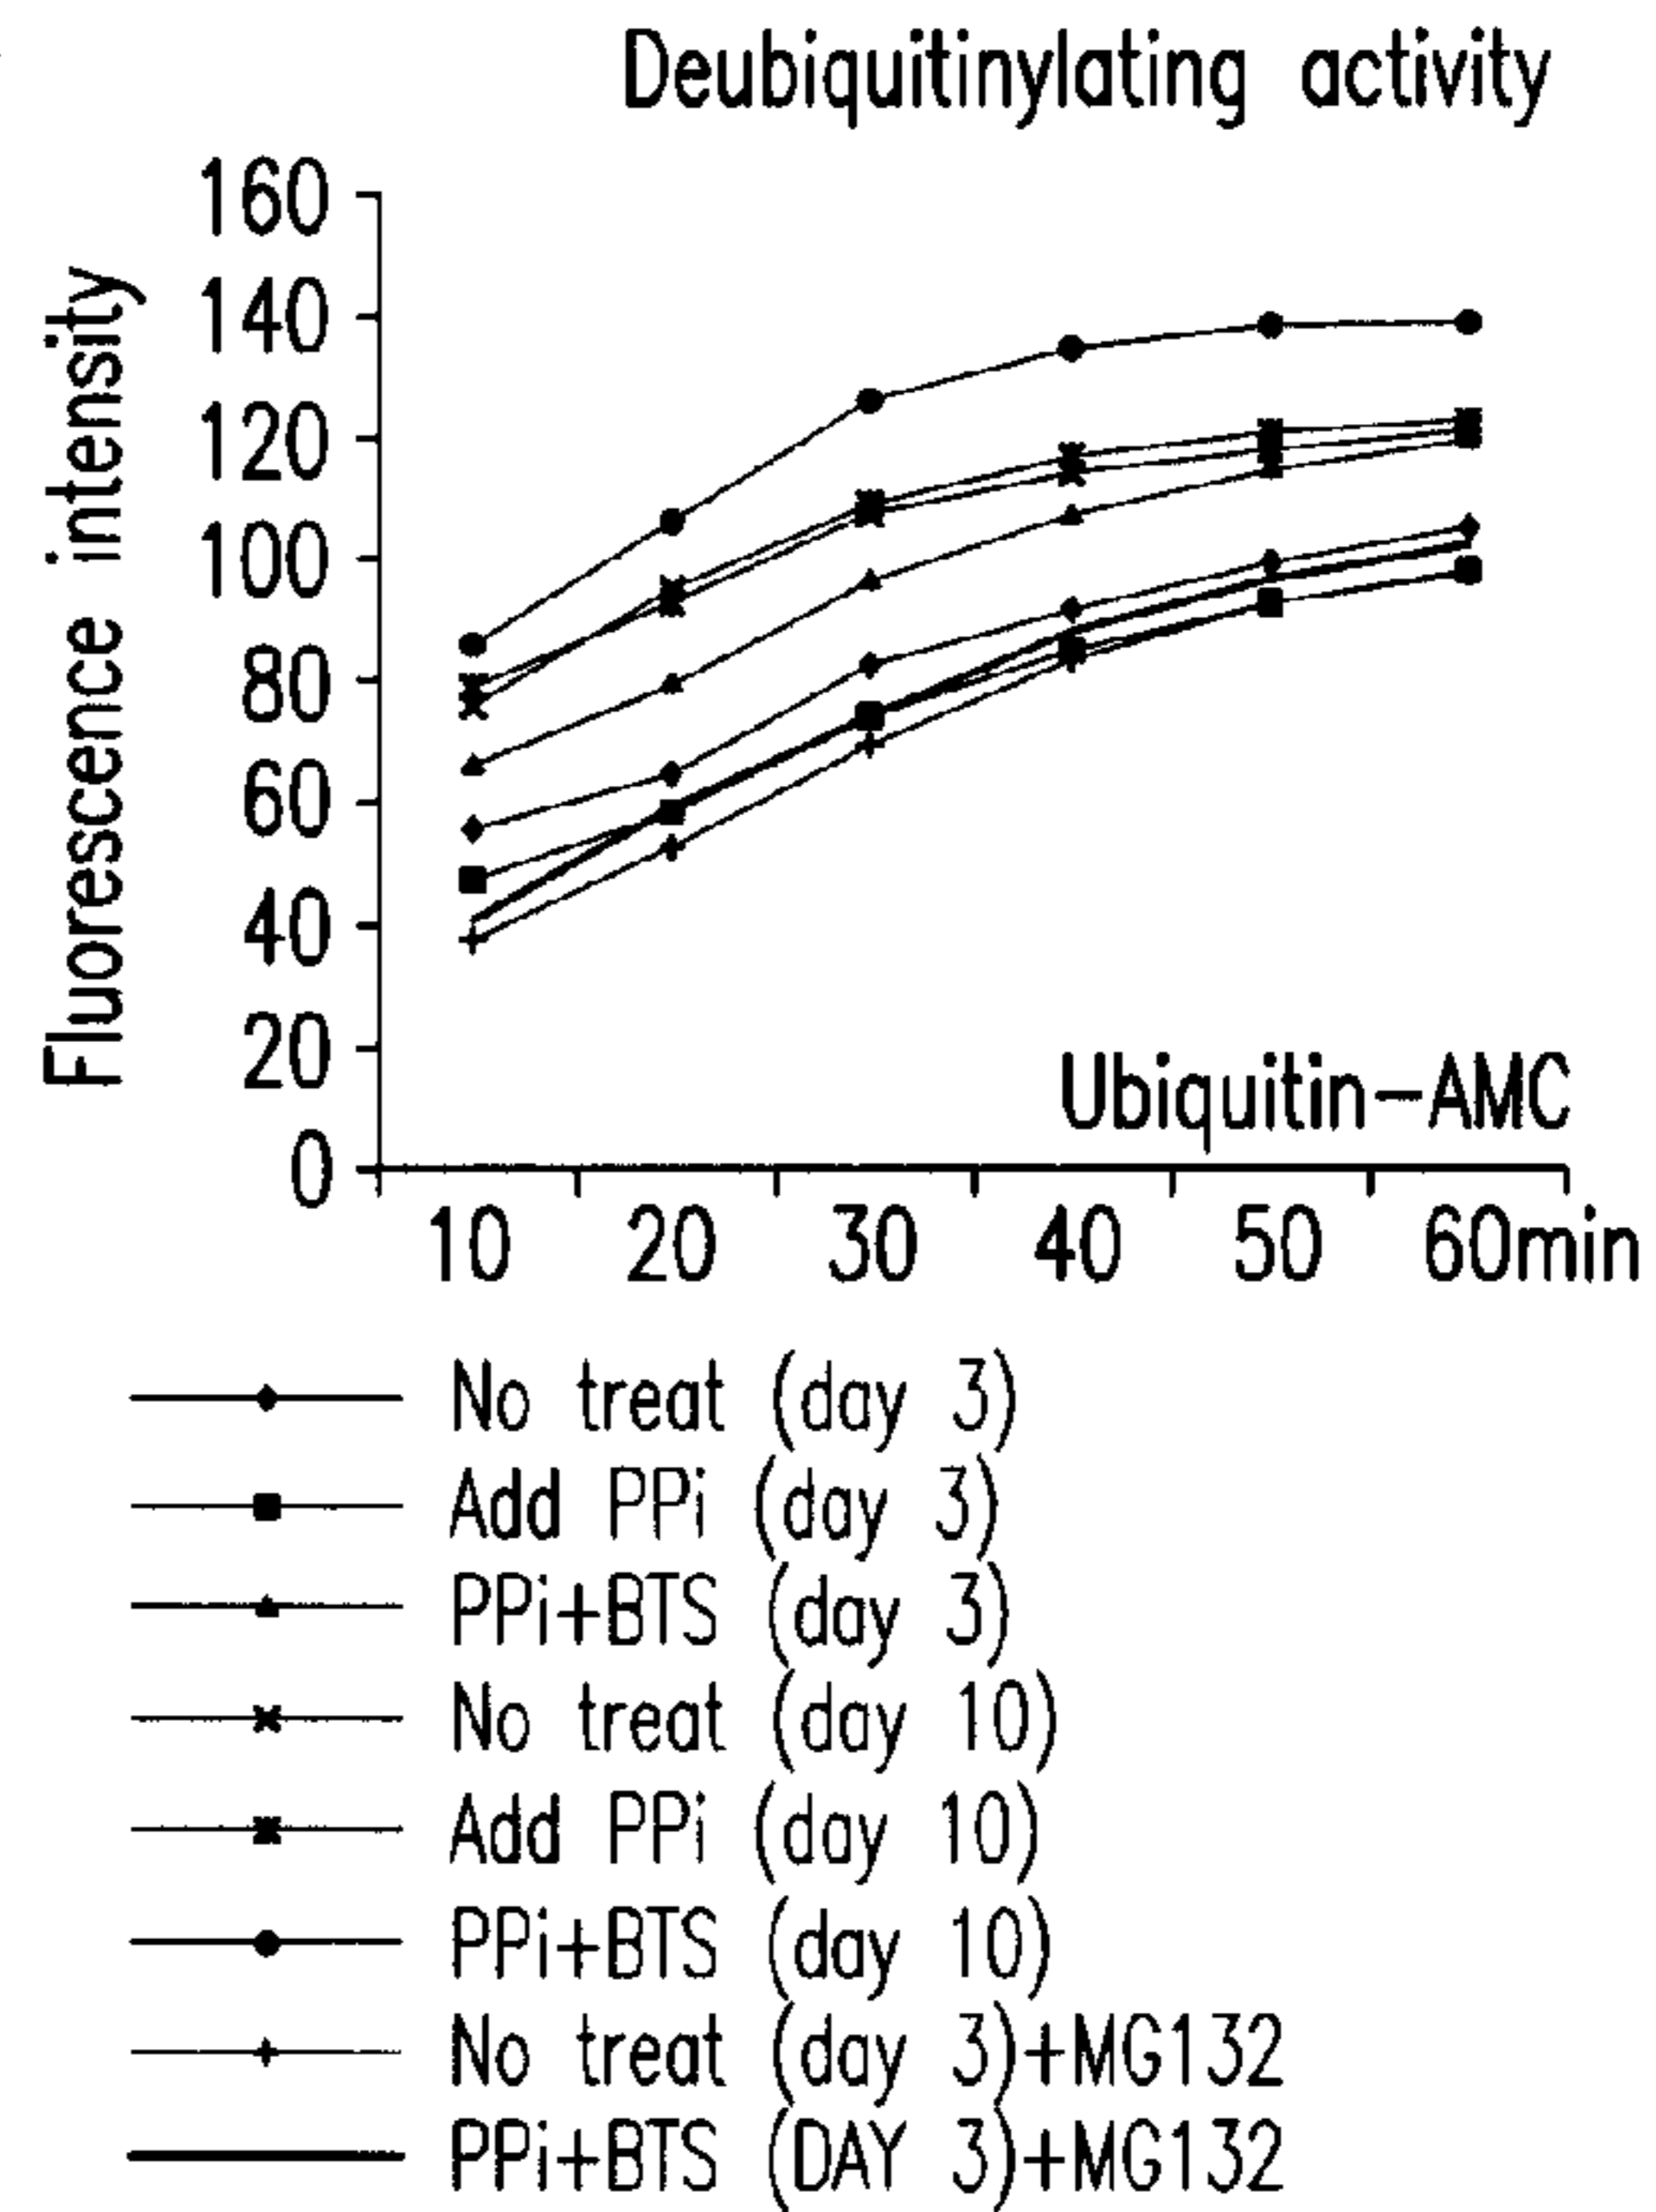 Deubiquitinylating activity
Fluorescence intensity
160
140
120
100
80
60
40
20
0
Ubiquitin-AMC
10 20 30 40 50 60min
No treat (day 3)
Add PPi (day 3)
PPi+BTS (day 3)
No treat (day 10)
Add PPi (day 10)
PPi+BTS (day 10)
No treat (day 3)+MG132
PPi+BTS (DAY 3)+MG132